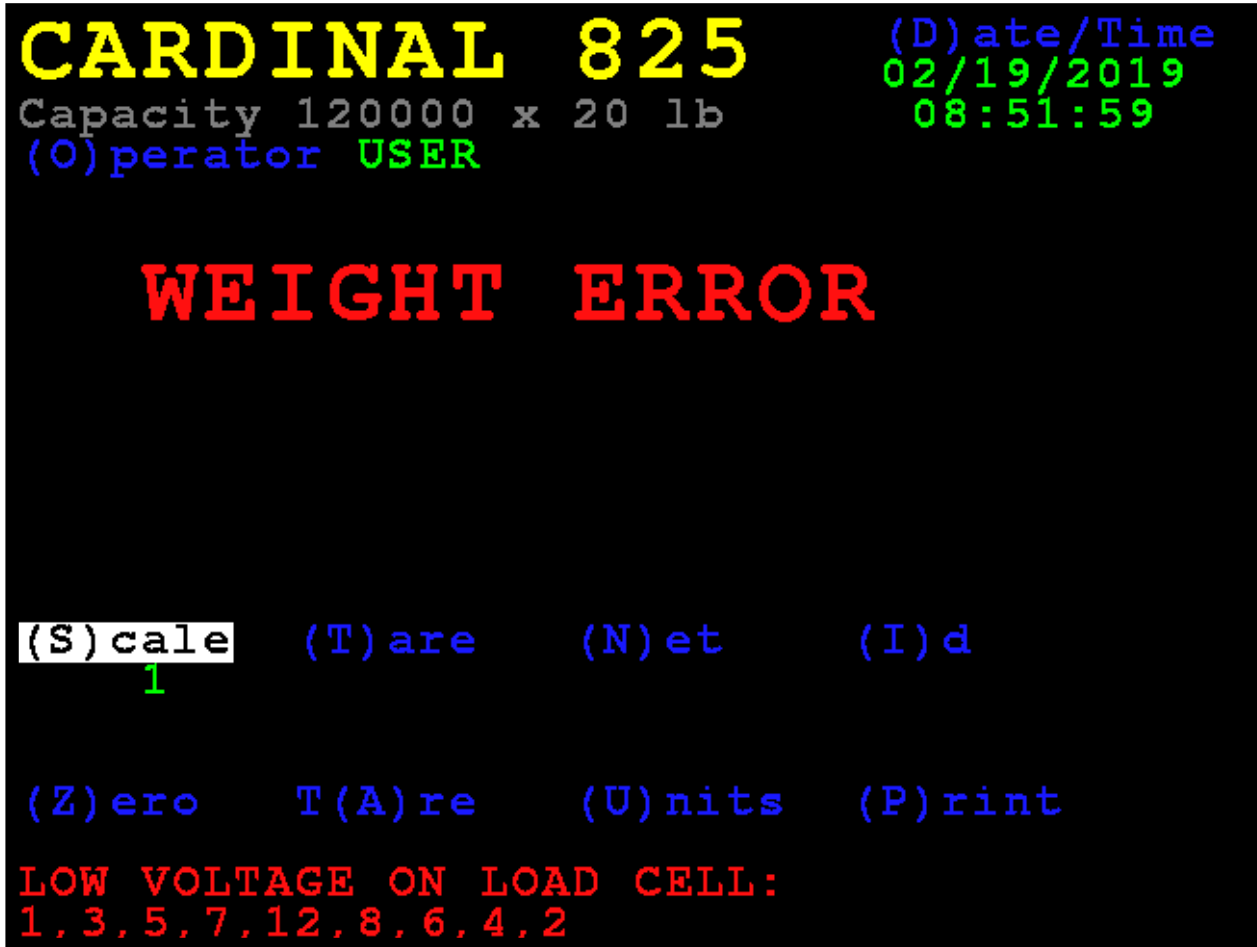 CARDINAL 825
(D)ate/Time
02/19/2019
Capacity 120000 x 20 lb
08:51:59
(O)perator USER
WEIGHT ERROR
(S)cale (T)are (N)et (I)d
1
(Z)ero T(A)re (U)nits (P)rint
LOW VOLTAGE ON LOAD CELL:
1,3,5,7,12,8,6,4,2